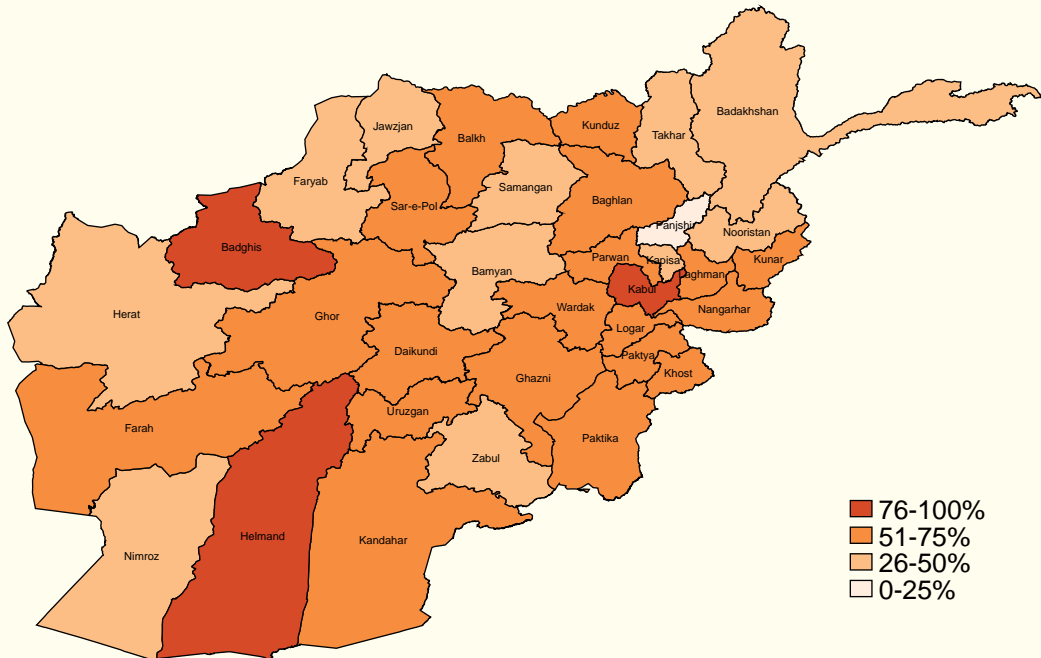 Badakhshan
Jawzjan
Balkh
Kunduz
Takhar
Faryab
Samangan
Baghlan
Sar-e-Pol
Panjshir
Nooristan
Badghis
Parwan
Kapisa
Kunar
Bamyan
Laghman
Kabul
Herat
Ghor
Wardak
Nangarhar
Logar
Daikundi
Paktya
Khost
Ghazni
Uruzgan
Farah
Paktika
Zabul
Helmand
Kandahar
Nimroz
76-100%
51-75%
26-50%
0-25%